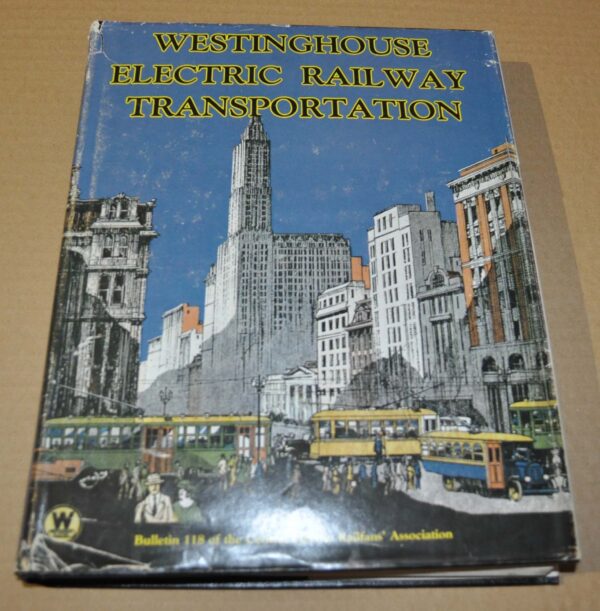 WESTINGHOUSE
ELECTRIC RAILWAY
TRANSPORTATION
W
Bulletin 118 of the Railfans' Association